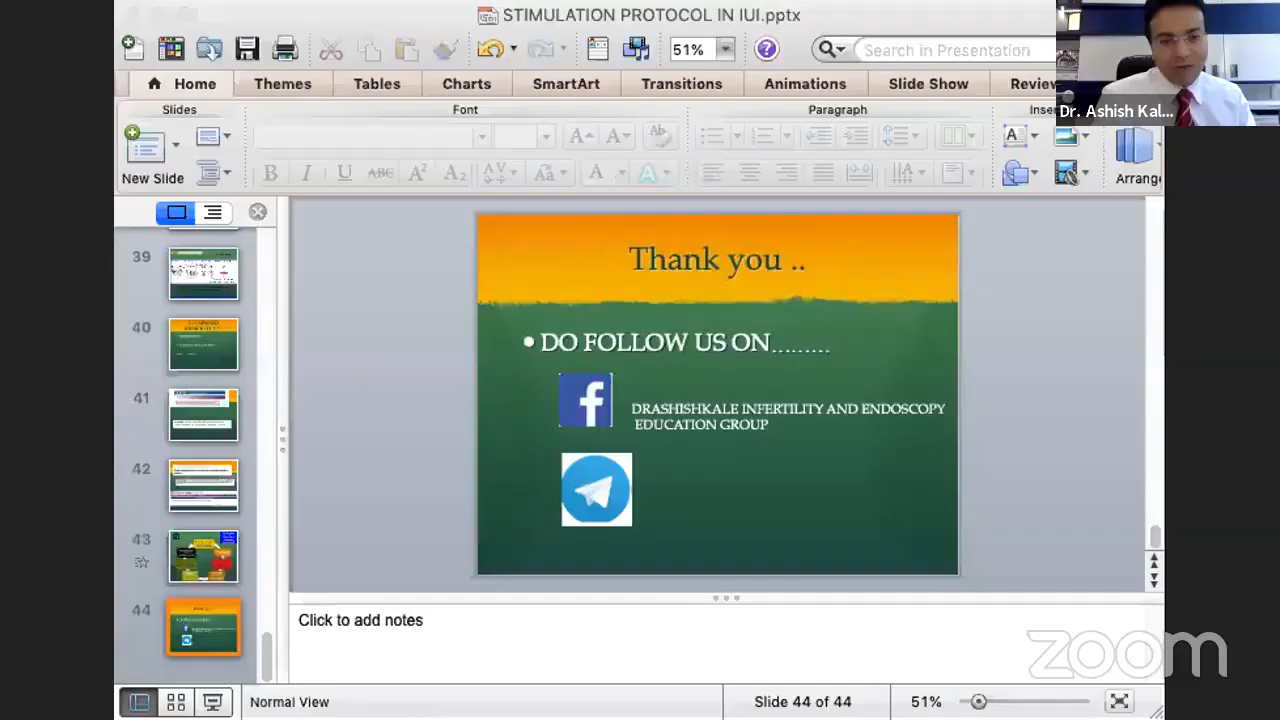 STIMULATION PROTOCOL IN IUI.pptx
51%
Search in Presentation
Home
Themes
Tables
Charts
SmartArt
Transitions
Animations
Slide Show
Review
Dr. Ashish Kal...
Slides
Font
Paragraph
Inser
New Slide
Arrange
39
40
41
42
43
44
Thank you ..
• DO FOLLOW US ON.........
DRASHISHKALE INFERTILITY AND ENDOSCOPY
EDUCATION GROUP
Click to add notes
zoom
Normal View
Slide 44 of 44
51%